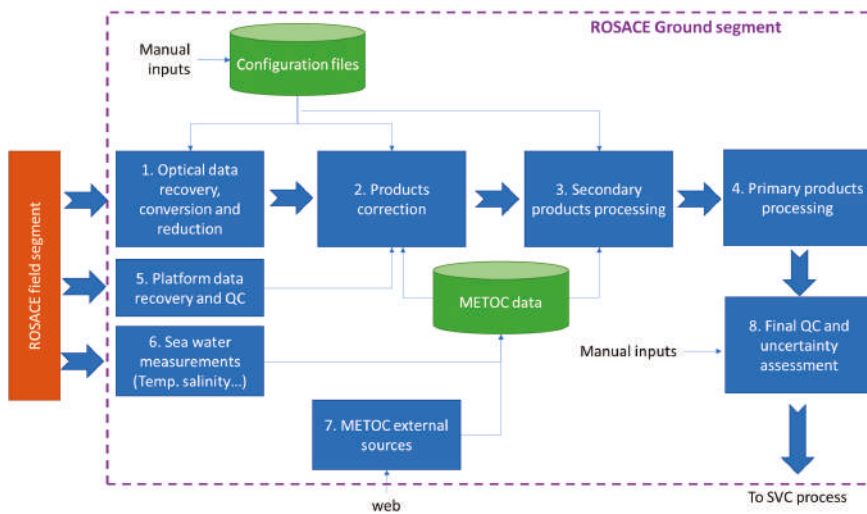 ROSACE Ground segment
Manual
inputs
Configuration files
ROSACE field segment
1. Optical data
recovery,
conversion and
reduction
2. Products
correction
3. Secondary
products processing
4. Primary products
processing
5. Platform data
recovery and QC
METOC data
6. Sea water
measurements
(Temp. salinity...)
Manual inputs
8. Final QC and
uncertainty
assessment
7. METOC external
sources
web
To SVC process